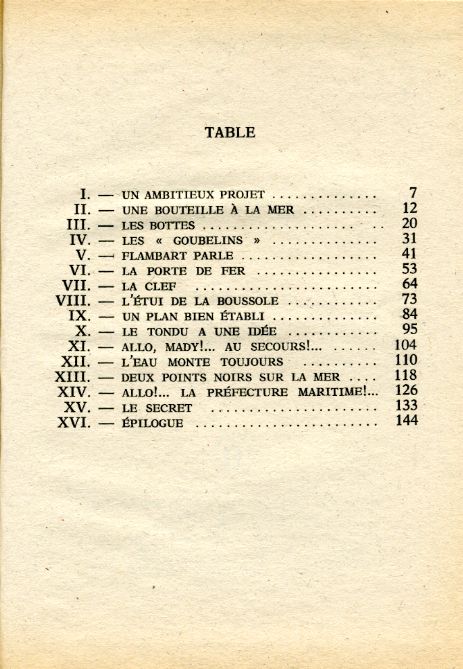 TABLE
I. — UN AMBITIEUX PROJET .............. 7
II. — UNE BOUTEILLE À LA MER .......... 12
III. — LES BOTTES ...................... 20
IV. — LES « GOUBELINS » ............... 31
V. — FLAMBART PARLE .................. 41
VI. — LA PORTE DE FER ................. 53
VII. — LA CLEF ........................ 64
VIII. — L'ÉTUI DE LA BOUSSOLE ........... 73
IX. — UN PLAN BIEN ÉTABLI ............. 84
X. — LE TONDU A UNE IDÉE ............. 95
XI. — ALLO, MADY!... AU SECOURS!... ...... 104
XII. — L'EAU MONTE TOUJOURS .......... 110
XIII. — DEUX POINTS NOIRS SUR LA MER .... 118
XIV. — ALLO!... LA PRÉFECTURE MARITIME!... 126
XV. — LE SECRET ...................... 133
XVI. — ÉPILOGUE ........................ 144